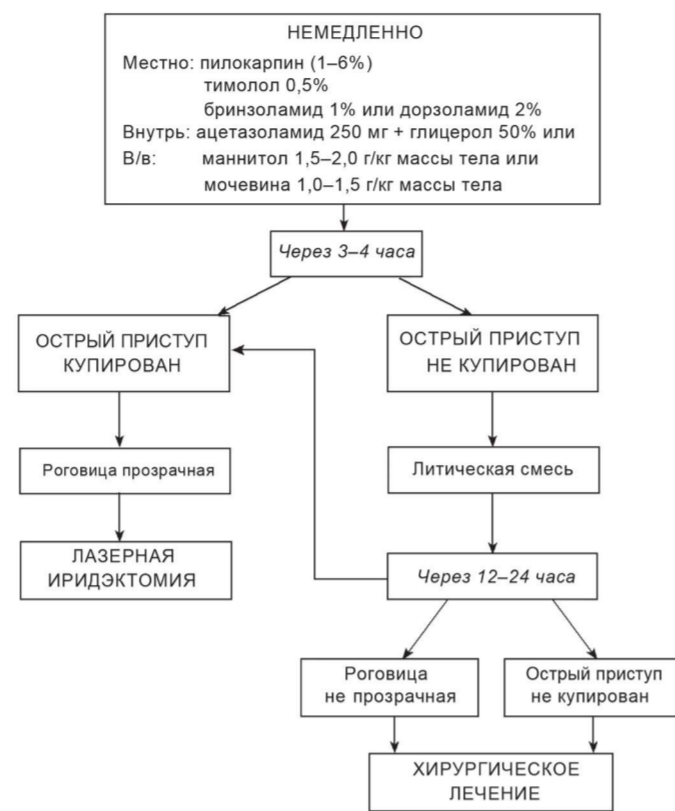 НЕМЕДЛЕННО
Местно: пилокарпин (1–6%)
тимолол 0,5%
бринзоламид 1% или дорзоламид 2%
Внутрь: ацетазоламид 250 мг + глицерол 50% или
В/в: маннитол 1,5–2,0 г/кг массы тела или
мочевина 1,0–1,5 г/кг массы тела
Через 3–4 часа
ОСТРЫЙ ПРИСТУП
КУПИРОВАН
ОСТРЫЙ ПРИСТУП
НЕ КУПИРОВАН
Роговица прозрачная
Литическая смесь
ЛАЗЕРНАЯ
ИРИДЭКТОМИЯ
Через 12–24 часа
Роговица
не прозрачная
Острый приступ
не купирован
ХИРУРГИЧЕСКОЕ
ЛЕЧЕНИЕ